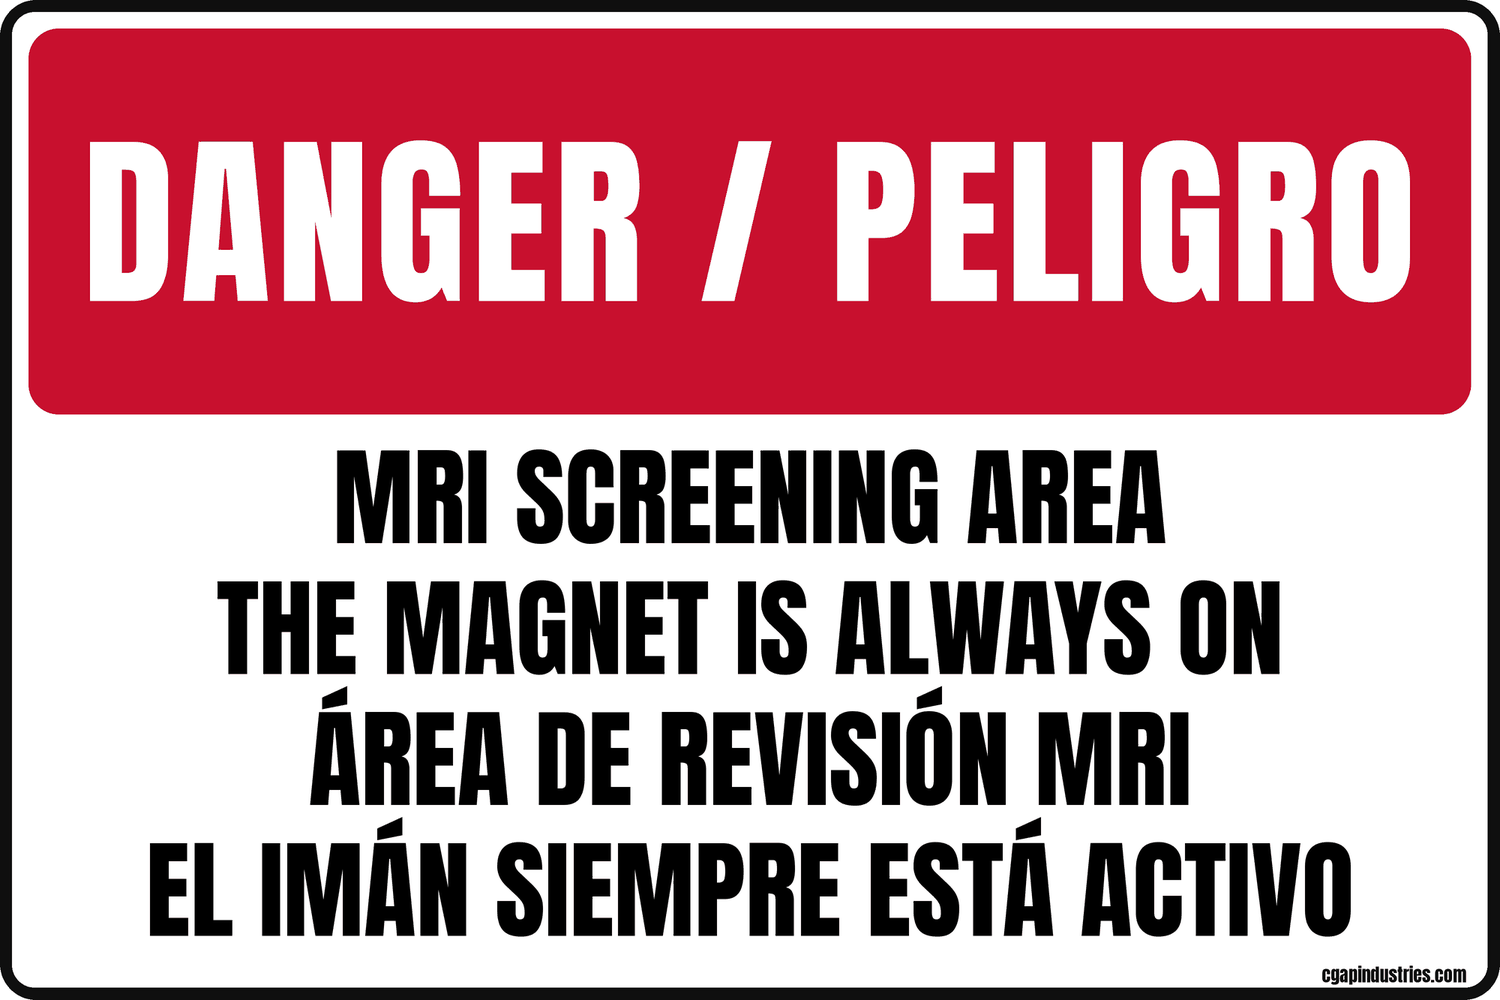 DANGER / PELIGRO
MRI SCREENING AREA
THE MAGNET IS ALWAYS ON
ÁREA DE REVISIÓN MRI
EL IMÁN SIEMPRE ESTÁ ACTIVO
cgapindustries.com